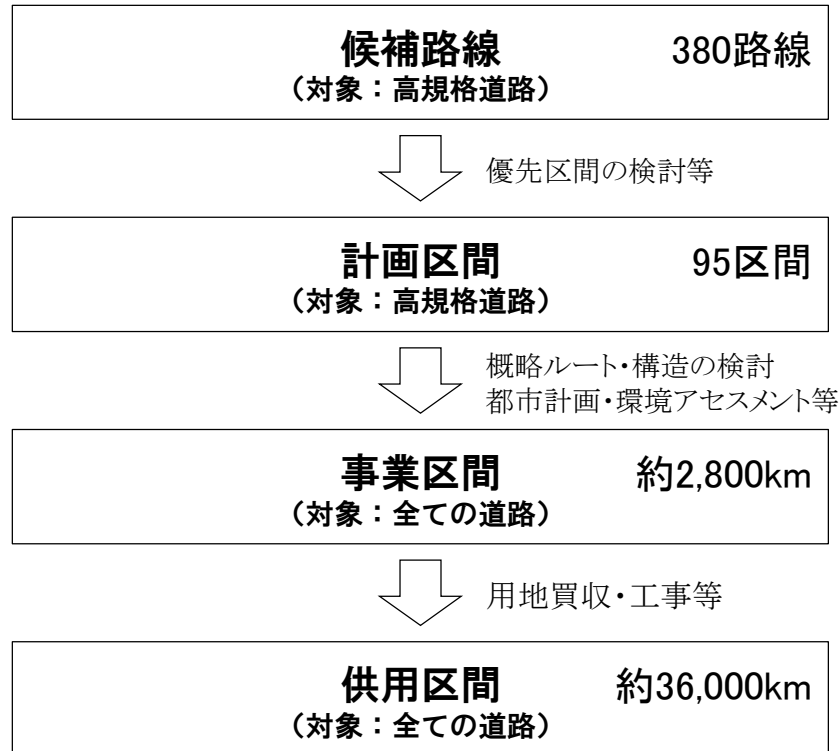 候補路線 380路線
（対象：高規格道路）
優先区間の検討等
計画区間 95区間
（対象：高規格道路）
概略ルート・構造の検討
都市計画・環境アセスメント等
事業区間 約2,800km
（対象：全ての道路）
用地買収・工事等
供用区間 約36,000km
（対象：全ての道路）